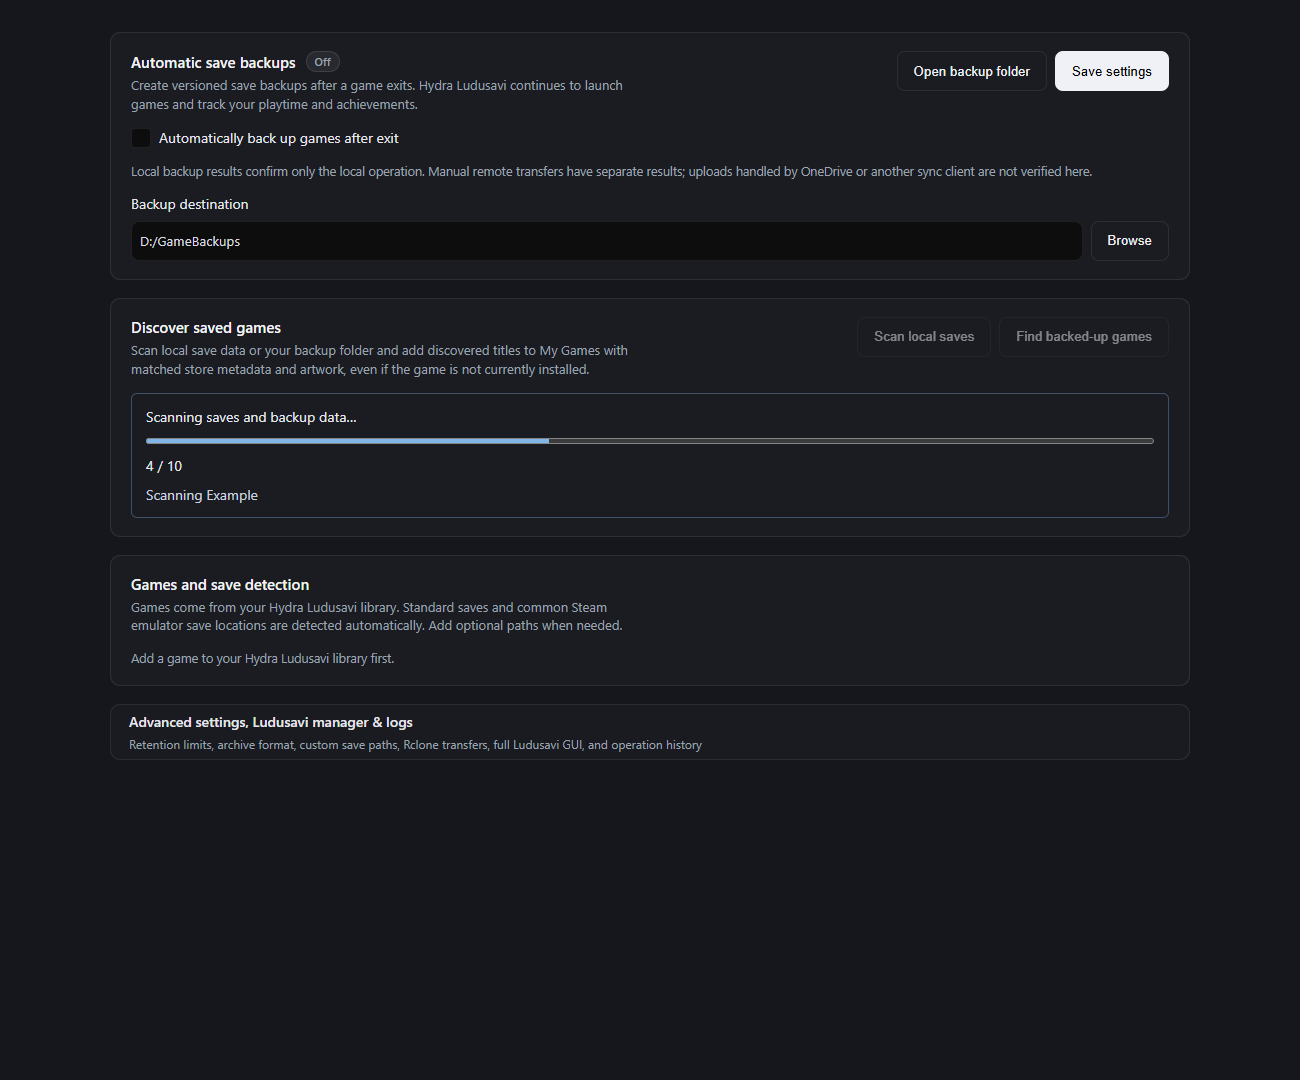 Automatic save backups
Off
Open backup folder
Save settings
Create versioned save backups after a game exits. Hydra Ludusavi continues to launch
games and track your playtime and achievements.
Automatically back up games after exit
Local backup results confirm only the local operation. Manual remote transfers have separate results; uploads handled by OneDrive or another sync client are not verified here.
Backup destination
D:/GameBackups
Browse
Discover saved games
Scan local saves
Find backed-up games
Scan local save data or your backup folder and add discovered titles to My Games with
matched store metadata and artwork, even if the game is not currently installed.
Scanning saves and backup data...
4 / 10
Scanning Example
Games and save detection
Games come from your Hydra Ludusavi library. Standard saves and common Steam
emulator save locations are detected automatically. Add optional paths when needed.
Add a game to your Hydra Ludusavi library first.
Advanced settings, Ludusavi manager & logs
Retention limits, archive format, custom save paths, Rclone transfers, full Ludusavi GUI, and operation history